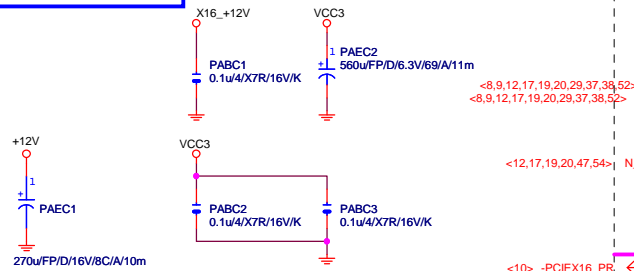 X16_+12V
VCC3
1 PAEC2
PABC1
560u/FP/D/6.3V/69/A/11m
+
0.1u/4/X7R/16V/K
<8,9,12,17,19,20,29,37,38,52>
<8,9,12,17,19,20,29,37,38,52>
+12V
VCC3
<12,17,19,20,47,54>
1
+
PAEC1
PABC2
PABC3
0.1u/4/X7R/16V/K
0.1u/4/X7R/16V/K
270u/FP/D/16V/8C/A/10m
<10> -PCIEX16_PR